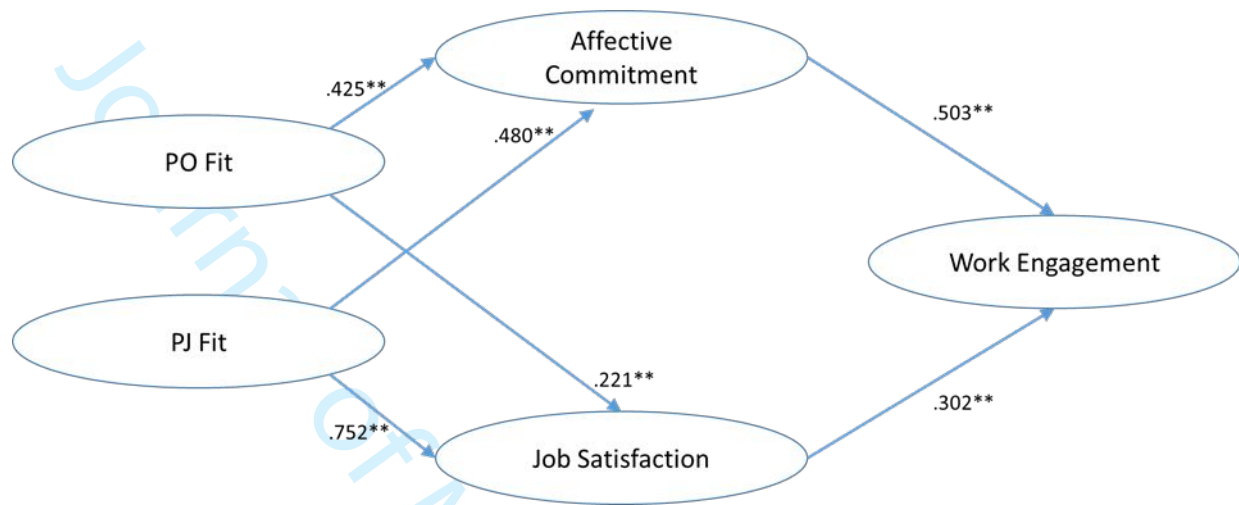 Affective
Commitment
.425**
.480**
.503**
PO Fit
Work Engagement
PJ Fit
.221**
.752**
.302**
Job Satisfaction